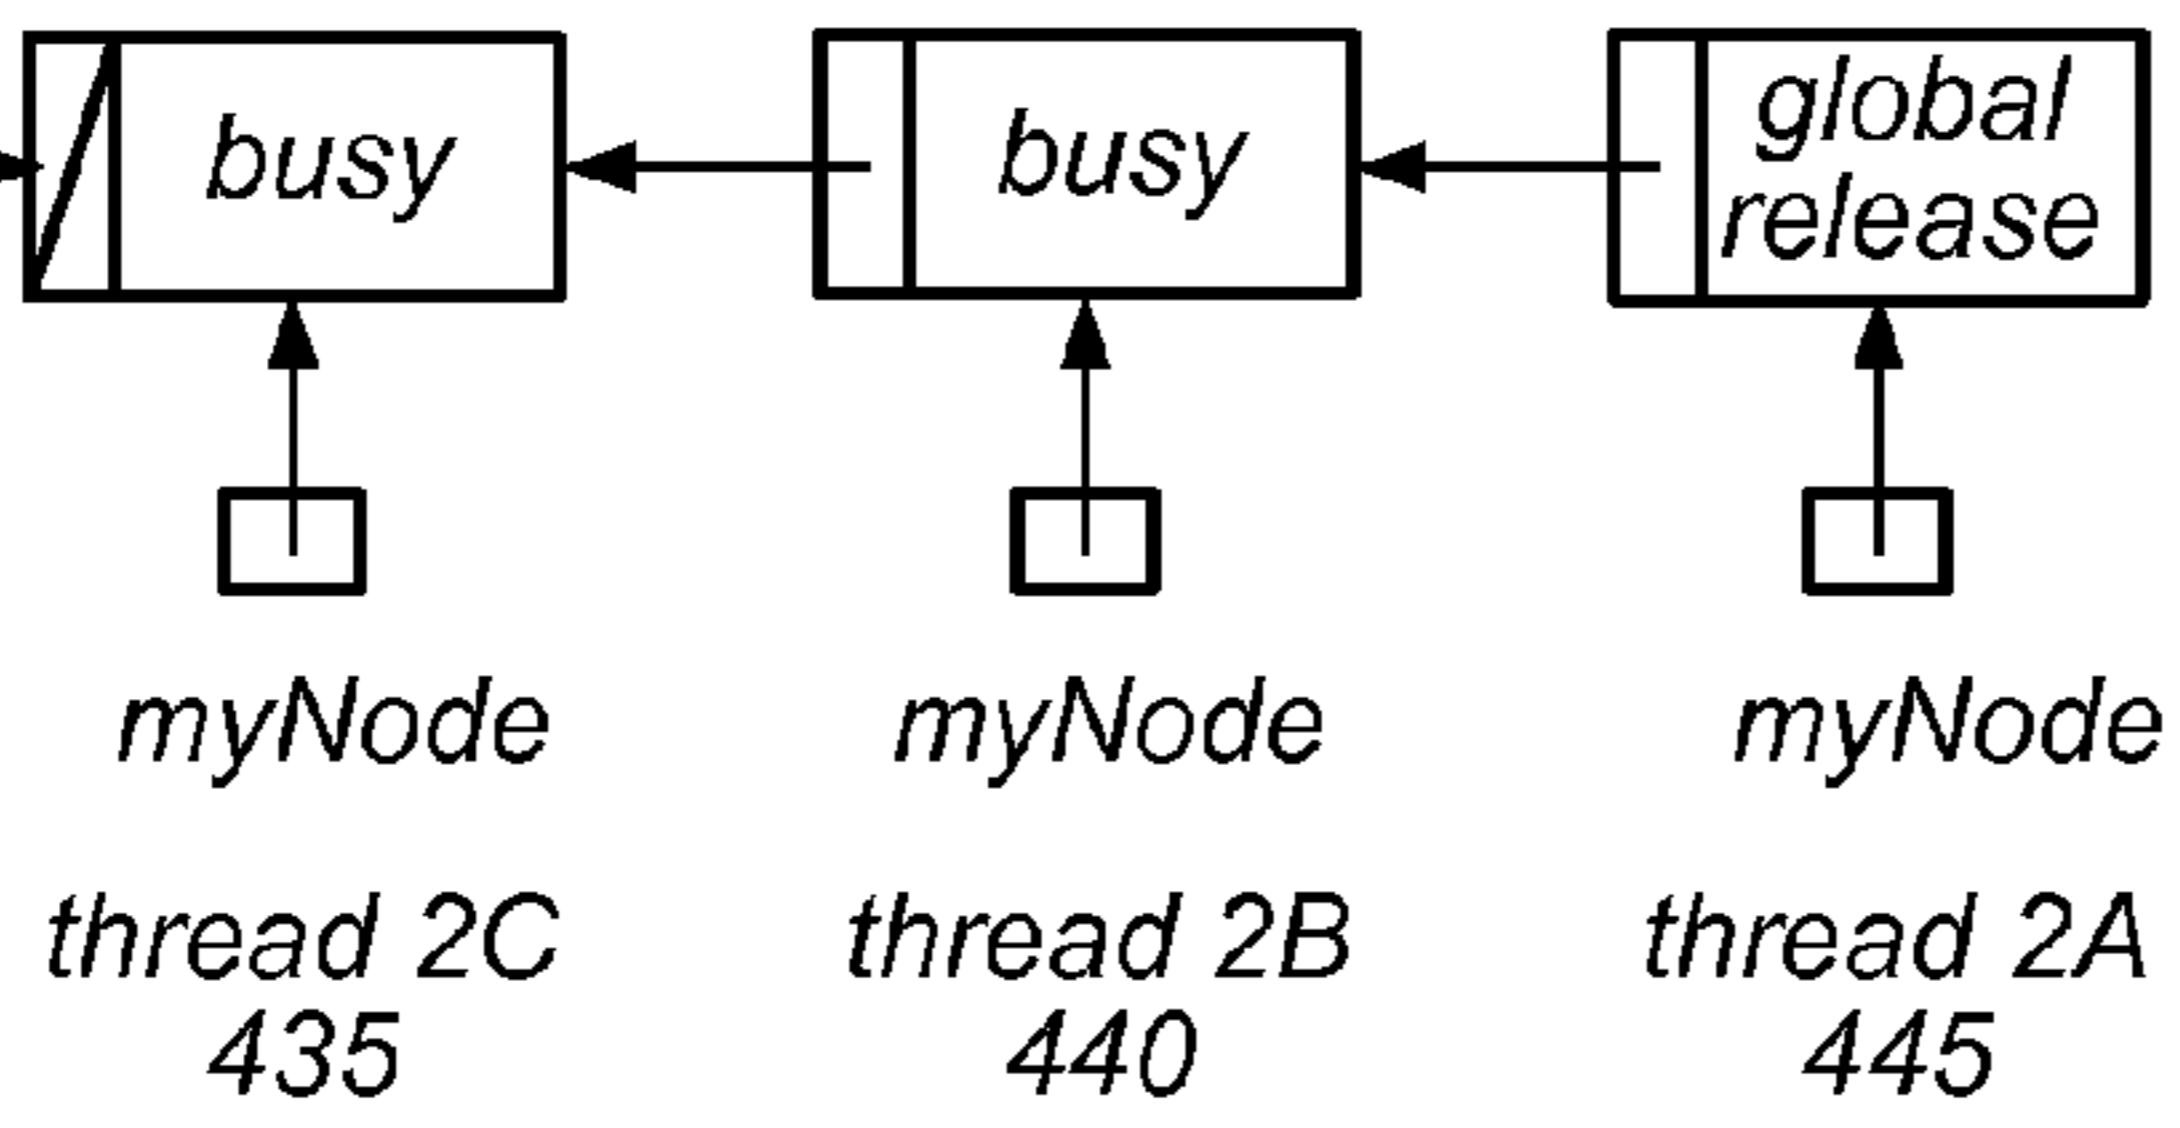 busy
busy
global
release
myNode
myNode
myNode
thread 2C
435
thread 2B
440
thread 2A
445